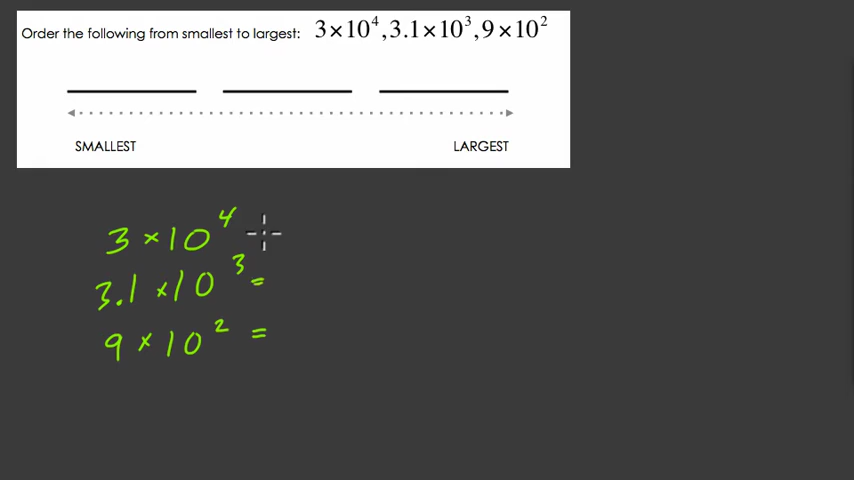 Order the following from smallest to largest: 3×10⁴,3.1×10³,9×10²
SMALLEST LARGEST
3×10⁴
3.1×10³ =
9×10² =